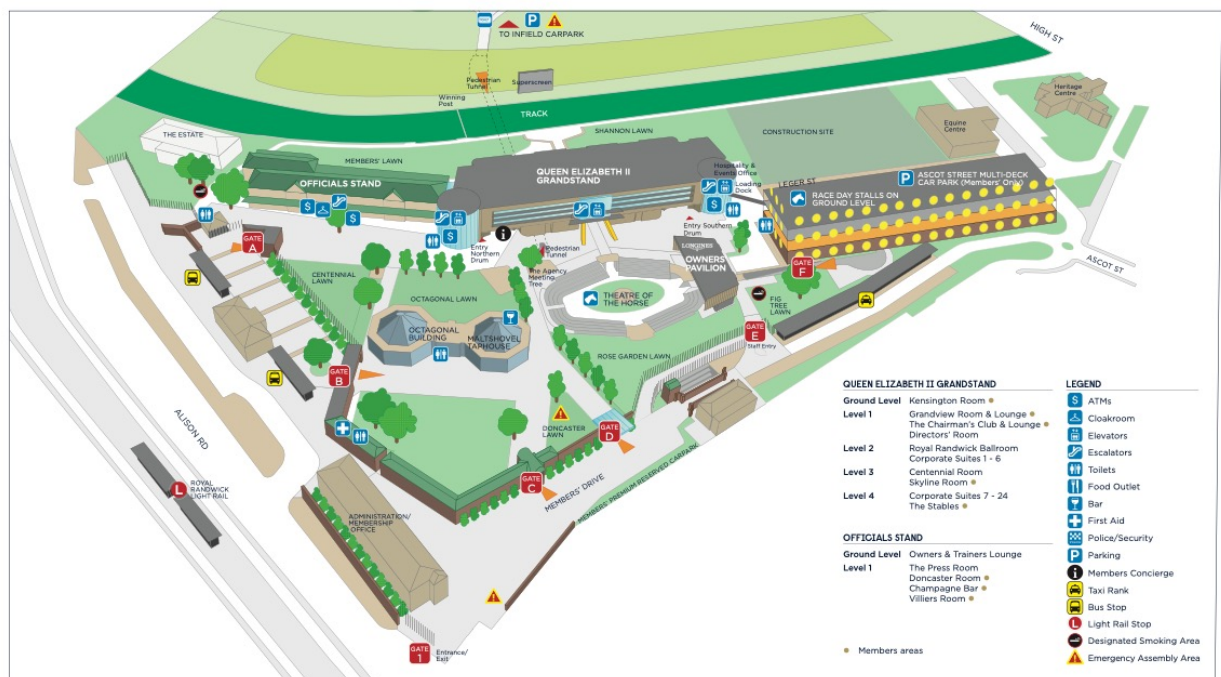 TO INFIELD CARPARK
HIGH ST
Pedestrian
Tunnel
Superscreen
Winning
Post
TRACK
Heritage
Centre
Equine
Centre
THE ESTATE
SHANNON LAWN
CONSTRUCTION SITE
MEMBERS' LAWN
QUEEN ELIZABETH II
GRANDSTAND
Hospitality &
Events Office
Loading
Dock
OFFICIALS STAND
LEGER ST
P
ASCOT STREET MULTI-DECK
CAR PARK (Members' Only)
RACE DAY STALLS ON
GROUND LEVEL
GATE
A
Entry
Northern
Drum
Pedestrian
Tunnel
Entry Southern
Drum
LONGINES
OWNERS
PAVILION
GATE
F
ASCOT ST
CENTENNIAL
LAWN
The Agency
Meeting
Tree
OCTAGONAL LAWN
THEATRE OF
THE HORSE
FIG
TREE
LAWN
OCTAGONAL
BUILDING
MALTSHOVEL
TAPHOUSE
GATE
E
Staff Entry
ROSE GARDEN LAWN
GATE
B
DONCASTER
LAWN
GATE
D
ALISON RD
GATE
C
MEMBERS' DRIVE
MEMBERS' PREMIUM RESERVED CARPARK
L
ROYAL
RANDWICK
LIGHT RAIL
ADMINISTRATION/
MEMBERSHIP
OFFICE
GATE
1
Entrance/
Exit
QUEEN ELIZABETH II GRANDSTAND
Ground Level Kensington Room
Level 1 Grandview Room & Lounge
The Chairman's Club & Lounge
Directors' Room
Level 2 Royal Randwick Ballroom
Corporate Suites 1 - 6
Level 3 Centennial Room
Skyline Room
Level 4 Corporate Suites 7 - 24
The Stables
OFFICIALS STAND
Ground Level Owners & Trainers Lounge
Level 1 The Press Room
Doncaster Room
Champagne Bar
Villiers Room
Members areas
LEGEND
ATMs
Cloakroom
Elevators
Escalators
Toilets
Food Outlet
Bar
First Aid
Police/Security
Parking
Members Concierge
Taxi Rank
Bus Stop
Light Rail Stop
Designated Smoking Area
Emergency Assembly Area